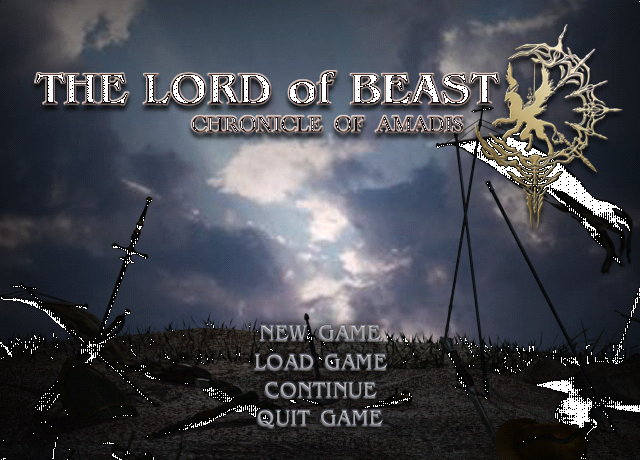 THE LORD of BEAST
CHRONICLE OF AMADIS
NEW GAME
LOAD GAME
CONTINUE
QUIT GAME